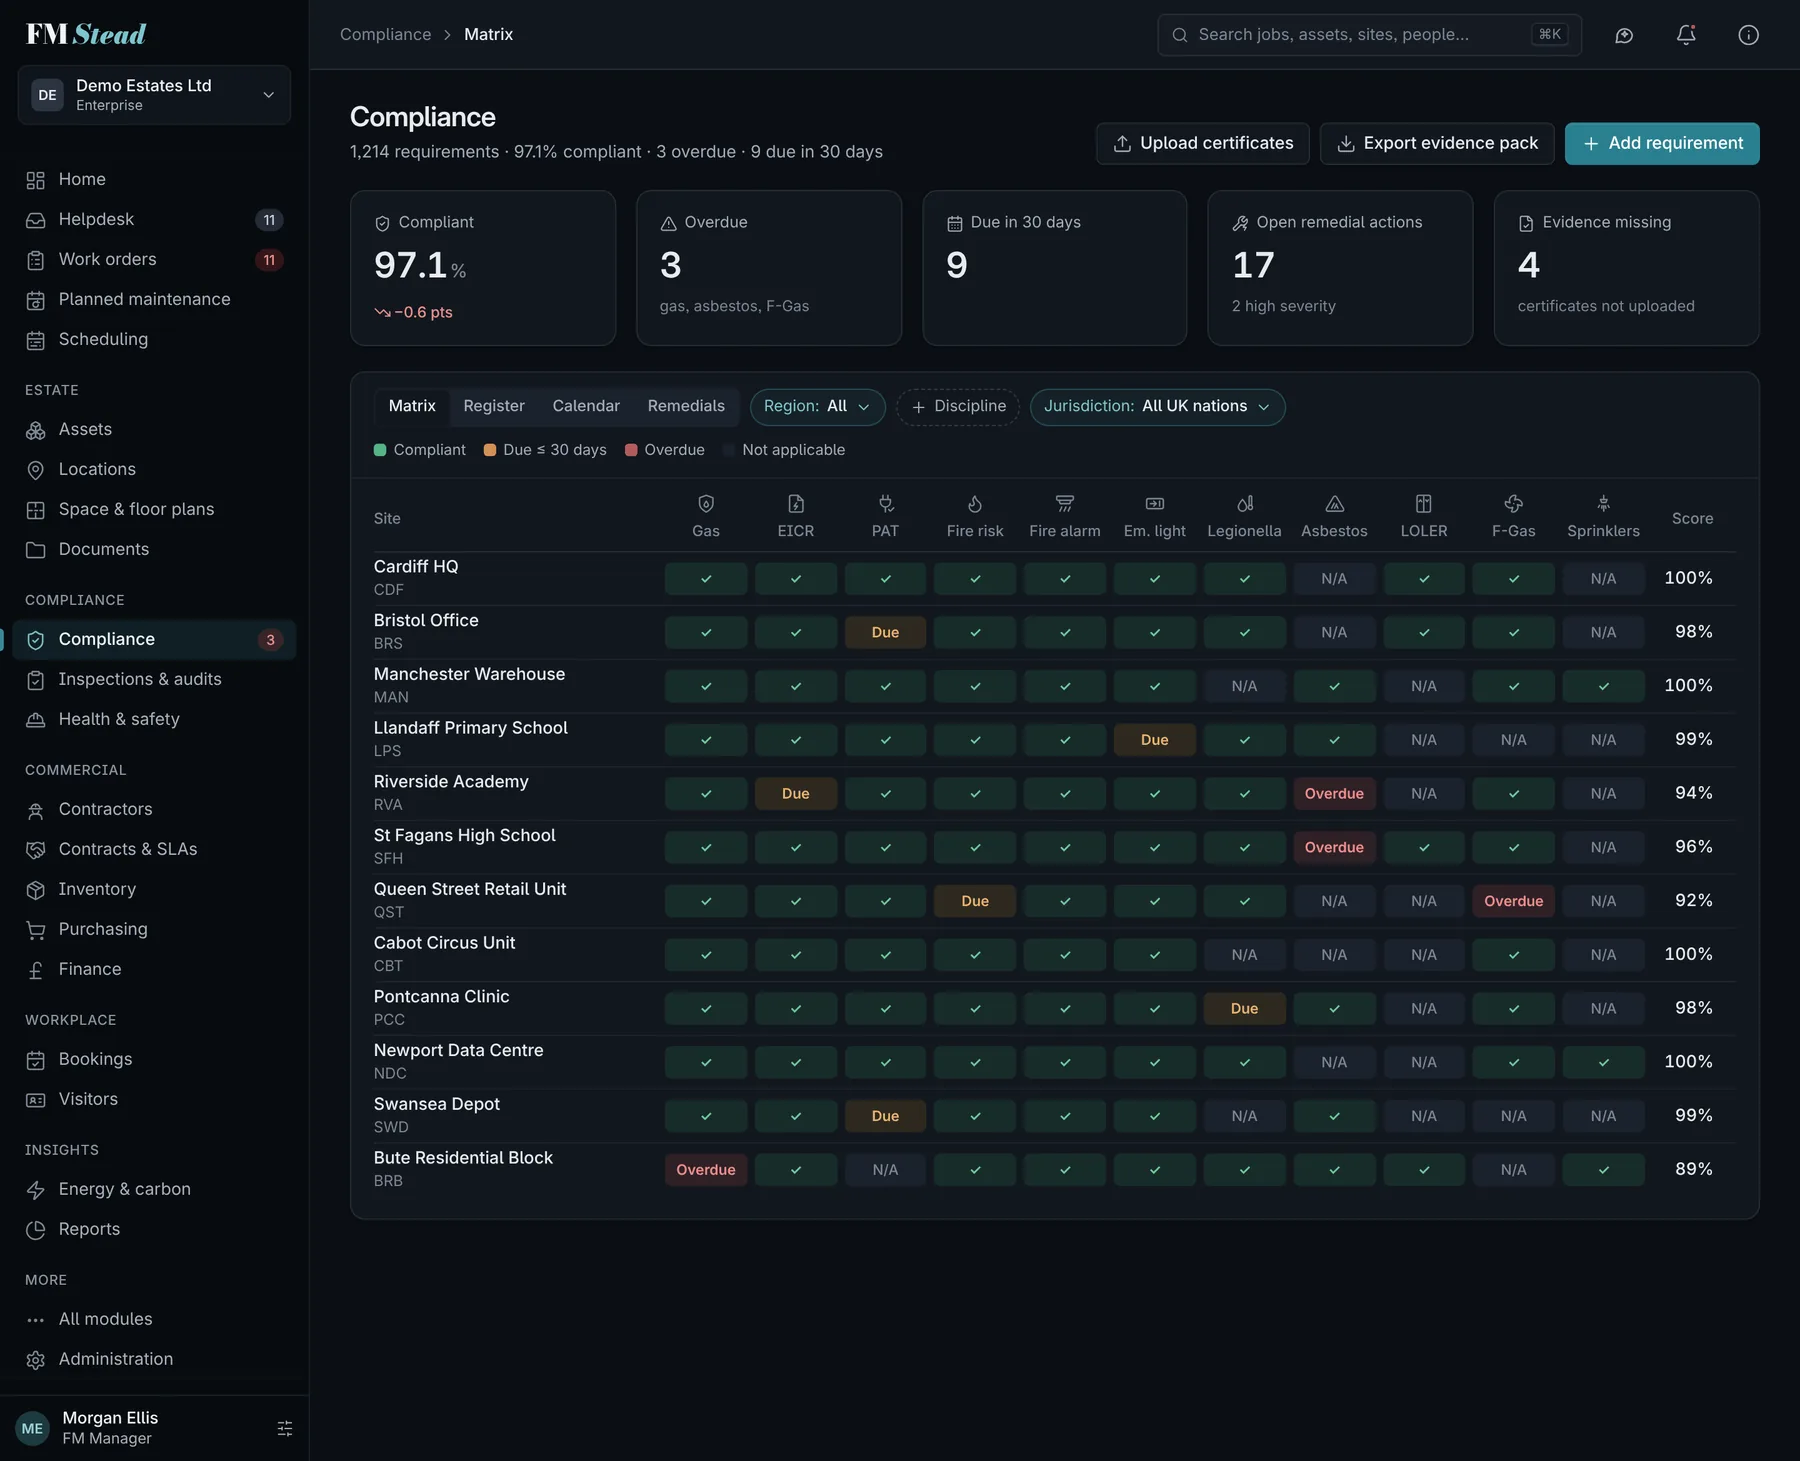 FM Stead
DE
Demo Estates Ltd
Enterprise
Home
Helpdesk 11
Work orders 11
Planned maintenance
Scheduling
ESTATE
Assets
Locations
Space & floor plans
Documents
COMPLIANCE
Compliance 3
Inspections & audits
Health & safety
COMMERCIAL
Contractors
Contracts & SLAs
Inventory
Purchasing
Finance
WORKPLACE
Bookings
Visitors
INSIGHTS
Energy & carbon
Reports
MORE
All modules
Administration
ME
Morgan Ellis
FM Manager
Compliance > Matrix
Search jobs, assets, sites, people... ⌘K
Compliance
1,214 requirements · 97.1% compliant · 3 overdue · 9 due in 30 days
Upload certificates
Export evidence pack
+ Add requirement
Compliant
97.1%
−0.6 pts
Overdue
3
gas, asbestos, F-Gas
Due in 30 days
9
Open remedial actions
17
2 high severity
Evidence missing
4
certificates not uploaded
Matrix Register Calendar Remedials Region: All + Discipline Jurisdiction: All UK nations
Compliant Due ≤ 30 days Overdue Not applicable
Site Gas EICR PAT Fire risk Fire alarm Em. light Legionella Asbestos LOLER F-Gas Sprinklers Score
Cardiff HQ
CDF
✓ ✓ ✓ ✓ ✓ ✓ ✓ N/A ✓ ✓ N/A 100%
Bristol Office
BRS
✓ ✓ Due ✓ ✓ ✓ ✓ N/A ✓ ✓ N/A 98%
Manchester Warehouse
MAN
✓ ✓ ✓ ✓ ✓ ✓ N/A ✓ N/A ✓ ✓ 100%
Llandaff Primary School
LPS
✓ ✓ ✓ ✓ ✓ Due ✓ ✓ N/A N/A N/A 99%
Riverside Academy
RVA
✓ Due ✓ ✓ ✓ ✓ ✓ Overdue N/A ✓ N/A 94%
St Fagans High School
SFH
✓ ✓ ✓ ✓ ✓ ✓ ✓ Overdue ✓ ✓ N/A 96%
Queen Street Retail Unit
QST
✓ ✓ ✓ Due ✓ ✓ ✓ N/A N/A Overdue N/A 92%
Cabot Circus Unit
CBT
✓ ✓ ✓ ✓ ✓ ✓ N/A N/A N/A ✓ N/A 100%
Pontcanna Clinic
PCC
✓ ✓ ✓ ✓ ✓ ✓ Due ✓ N/A ✓ N/A 98%
Newport Data Centre
NDC
✓ ✓ ✓ ✓ ✓ ✓ ✓ N/A N/A ✓ ✓ 100%
Swansea Depot
SWD
✓ ✓ Due ✓ ✓ ✓ N/A ✓ N/A N/A N/A 99%
Bute Residential Block
BRB
Overdue ✓ N/A ✓ ✓ ✓ ✓ ✓ ✓ N/A ✓ 89%